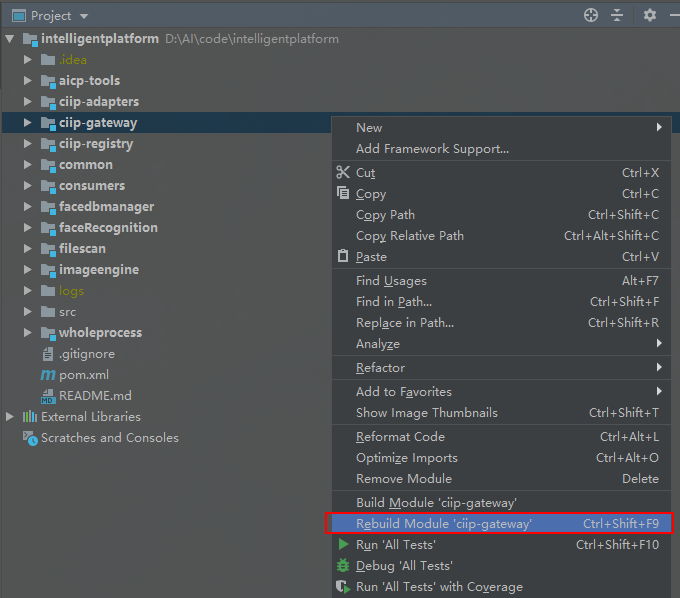 Project
intelligentplatform D:\AI\code\intelligentplatform
.idea
aicp-tools
ciip-adapters
ciip-gateway
ciip-registry
common
consumers
facedbmanager
faceRecognition
filescan
imageengine
logs
src
wholeprocess
.gitignore
pom.xml
README.md
External Libraries
Scratches and Consoles
New
Add Framework Support...
Cut Ctrl+X
Copy Ctrl+C
Copy Path Ctrl+Shift+C
Copy Relative Path Ctrl+Alt+Shift+C
Paste Ctrl+V
Find Usages Alt+F7
Find in Path... Ctrl+Shift+F
Replace in Path... Ctrl+Shift+R
Analyze
Refactor
Add to Favorites
Show Image Thumbnails Ctrl+Shift+T
Reformat Code Ctrl+Alt+L
Optimize Imports Ctrl+Alt+O
Remove Module Delete
Build Module 'ciip-gateway'
Rebuild Module 'ciip-gateway' Ctrl+Shift+F9
Run 'All Tests' Ctrl+Shift+F10
Debug 'All Tests'
Run 'All Tests' with Coverage